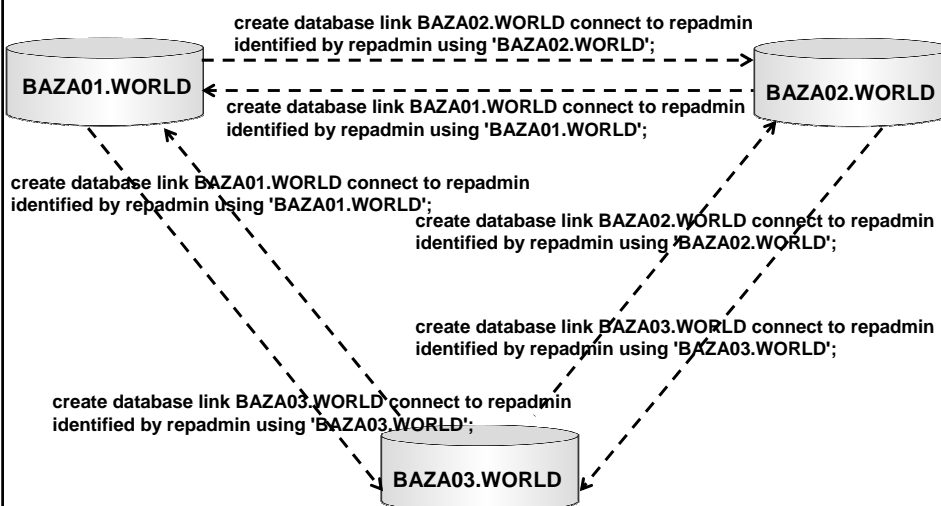 create database link BAZA02.WORLD connect to repadmin
identified by repadmin using 'BAZA02.WORLD';
BAZA01.WORLD
BAZA02.WORLD
create database link BAZA01.WORLD connect to repadmin
identified by repadmin using 'BAZA01.WORLD';
create database link BAZA01.WORLD connect to repadmin
identified by repadmin using 'BAZA01.WORLD';
create database link BAZA02.WORLD connect to repadmin
identified by repadmin using 'BAZA02.WORLD';
create database link BAZA03.WORLD connect to repadmin
identified by repadmin using 'BAZA03.WORLD';
create database link BAZA03.WORLD connect to repadmin
identified by repadmin using 'BAZA03.WORLD';
BAZA03.WORLD